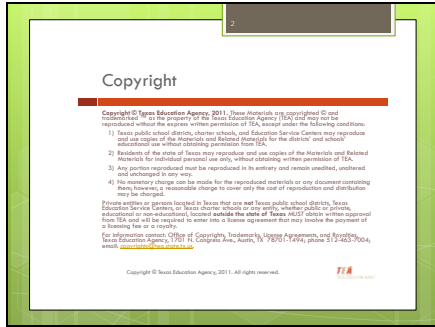 2
Copyright
Copyright © Texas Education Agency, 2011. These Materials are copyrighted © and
trademarked ™ as the property of the Texas Education Agency (TEA) and may not be
reproduced without the express written permission of TEA, except under the following conditions:
1) Texas public school districts, charter schools, and Education Service Centers may reproduce
and use copies of the Materials and Related Materials for the districts' and schools'
educational use without obtaining permission from TEA.
2) Residents of the state of Texas may reproduce and use copies of the Materials and Related
Materials for individual personal use only, without obtaining written permission of TEA.
3) Any portion reproduced must be reproduced in its entirety and remain unedited, unaltered
and unchanged in any way.
4) No monetary charge can be made for the reproduced materials or any document containing
them; however, a reasonable charge to cover only the cost of reproduction and distribution
may be charged.
Private entities or persons located in Texas that are not Texas public school districts, Texas
Education Service Centers, or Texas charter schools or any entity, whether public or private,
educational or non-educational, located outside the state of Texas MUST obtain written approval
from TEA and will be required to enter into a license agreement that may involve the payment of
a licensing fee or a royalty.
For information contact: Office of Copyrights, Trademarks, License Agreements, and Royalties,
Texas Education Agency, 1701 N. Congress Ave., Austin, TX 78701-1494; phone 512-463-7004;
email: copyrights@tea.state.tx.us.
Copyright © Texas Education Agency, 2011. All rights reserved.
TEA